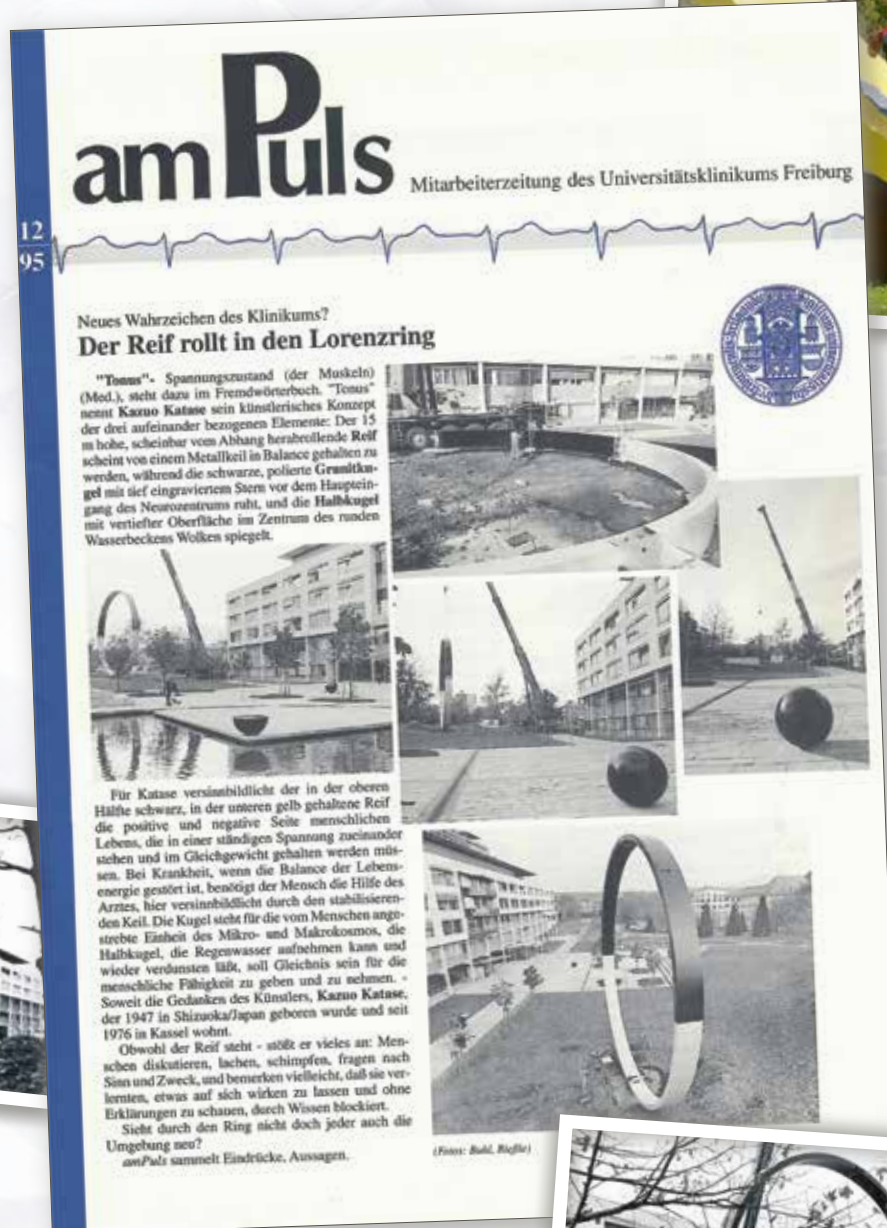 amPuls
Mitarbeiterzeitung des Universitätsklinikums Freiburg
12
95
Neues Wahrzeichen des Klinikums?
Der Reif rollt in den Lorenzring
"Tonus"- Spannungszustand (der Muskeln)
(Med.), steht dazu im Fremdwörterbuch. "Tonus"
nennt Kazuo Katase sein künstlerisches Konzept
der drei aufeinander bezogenen Elemente: Der 15
m hohe, scheinbar vom Abhang herabrollende Reif
scheint von einem Metallkeil in Balance gehalten zu
werden, während die schwarze, polierte Granitku-
gel mit tief eingraviertem Stern vor dem Hauptein-
gang des Neurozentrums ruht, und die Halbkugel
mit vertiefter Oberfläche im Zentrum des runden
Wasserbeckens Wolken spiegelt.
Für Katase versinnbildlicht der in der oberen
Hälfte schwarz, in der unteren gelb gehaltene Reif
die positive und negative Seite menschlichen
Lebens, die in einer ständigen Spannung zueinander
stehen und im Gleichgewicht gehalten werden müs-
sen. Bei Krankheit, wenn die Balance der Lebens-
energie gestört ist, benötigt der Mensch die Hilfe des
Arztes, hier versinnbildlicht durch den stabilisieren-
den Keil. Die Kugel steht für die vom Menschen ange-
strebte Einheit des Mikro- und Makrokosmos, die
Halbkugel, die Regenwasser aufnehmen kann und
wieder verdunsten läßt, soll Gleichnis sein für die
menschliche Fähigkeit zu geben und zu nehmen. -
Soweit die Gedanken des Künstlers, Kazuo Katase,
der 1947 in Shizuoka/Japan geboren wurde und seit
1976 in Kassel wohnt.
Obwohl der Reif steht - stößt er vieles an: Men-
schen diskutieren, lachen, schimpfen, fragen nach
Sinn und Zweck, und bemerken vielleicht, daß sie ver-
lernten, etwas auf sich wirken zu lassen und ohne
Erklärungen zu schauen, durch Wissen blockiert.
Sieht durch den Ring nicht doch jeder auch die
Umgebung neu?
amPuls sammelt Eindrücke, Aussagen.
(Fotos: Buhl,